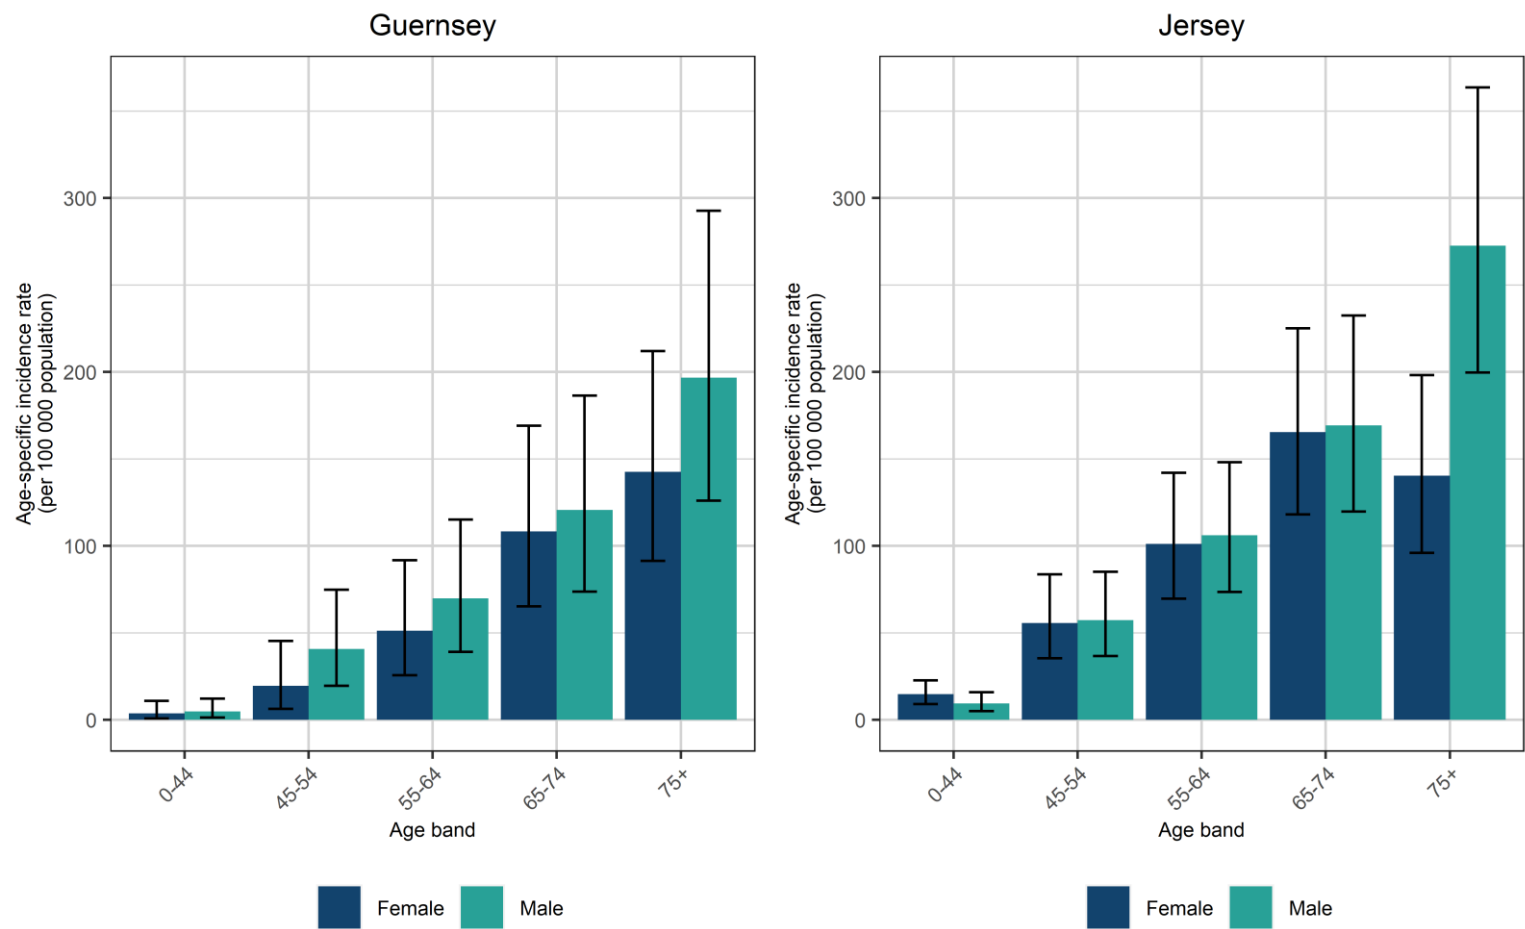 Guernsey
Age-specific incidence rate
(per 100 000 population)
300
200
100
0
0-44
45-54
55-64
65-74
75+
Age band
Female
Male
Jersey
Age-specific incidence rate
(per 100 000 population)
300
200
100
0
0-44
45-54
55-64
65-74
75+
Age band
Female
Male